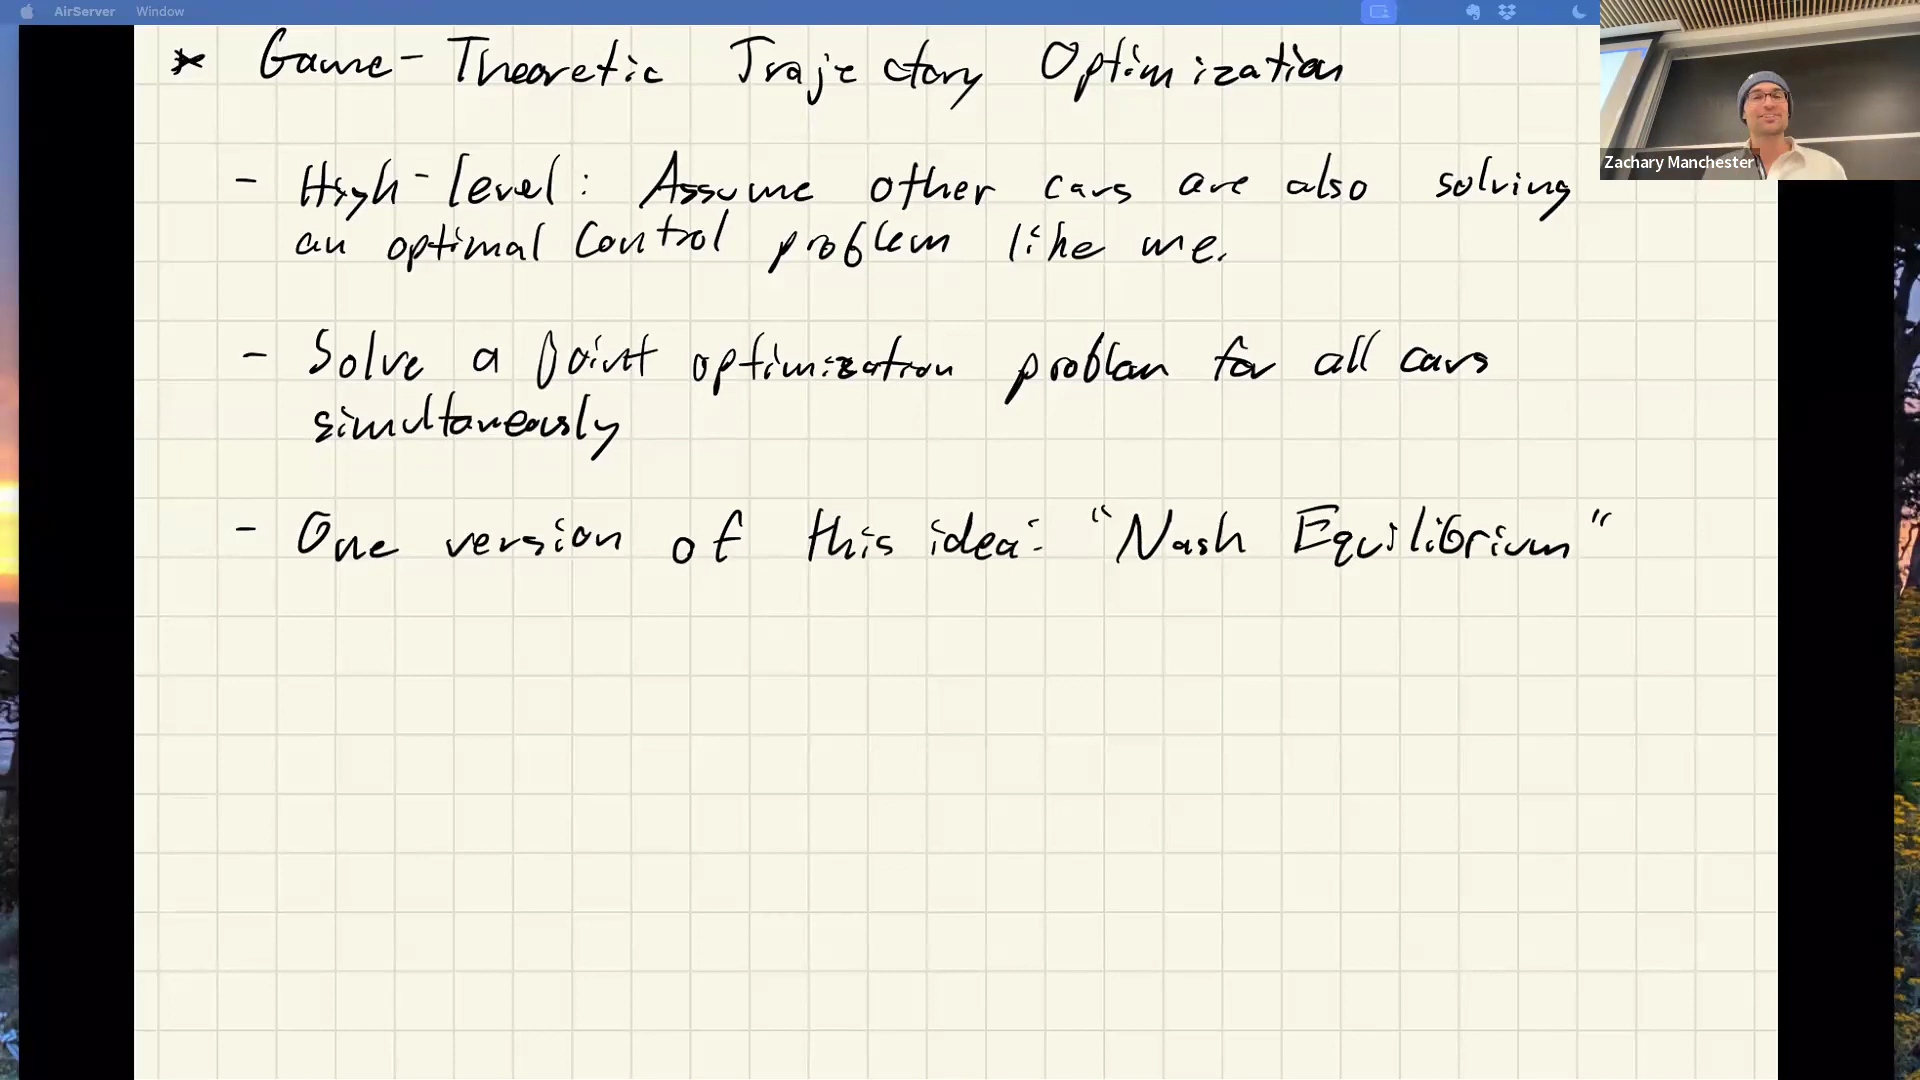 AirServer Window
* Game-Theoretic Trajectory Optimization
Zachary Manchester
- High-level: Assume other cars are also solving
an optimal control problem like me.
- Solve a joint optimization problem for all cars
simultaneously
- One version of this idea: "Nash Equilibrium"